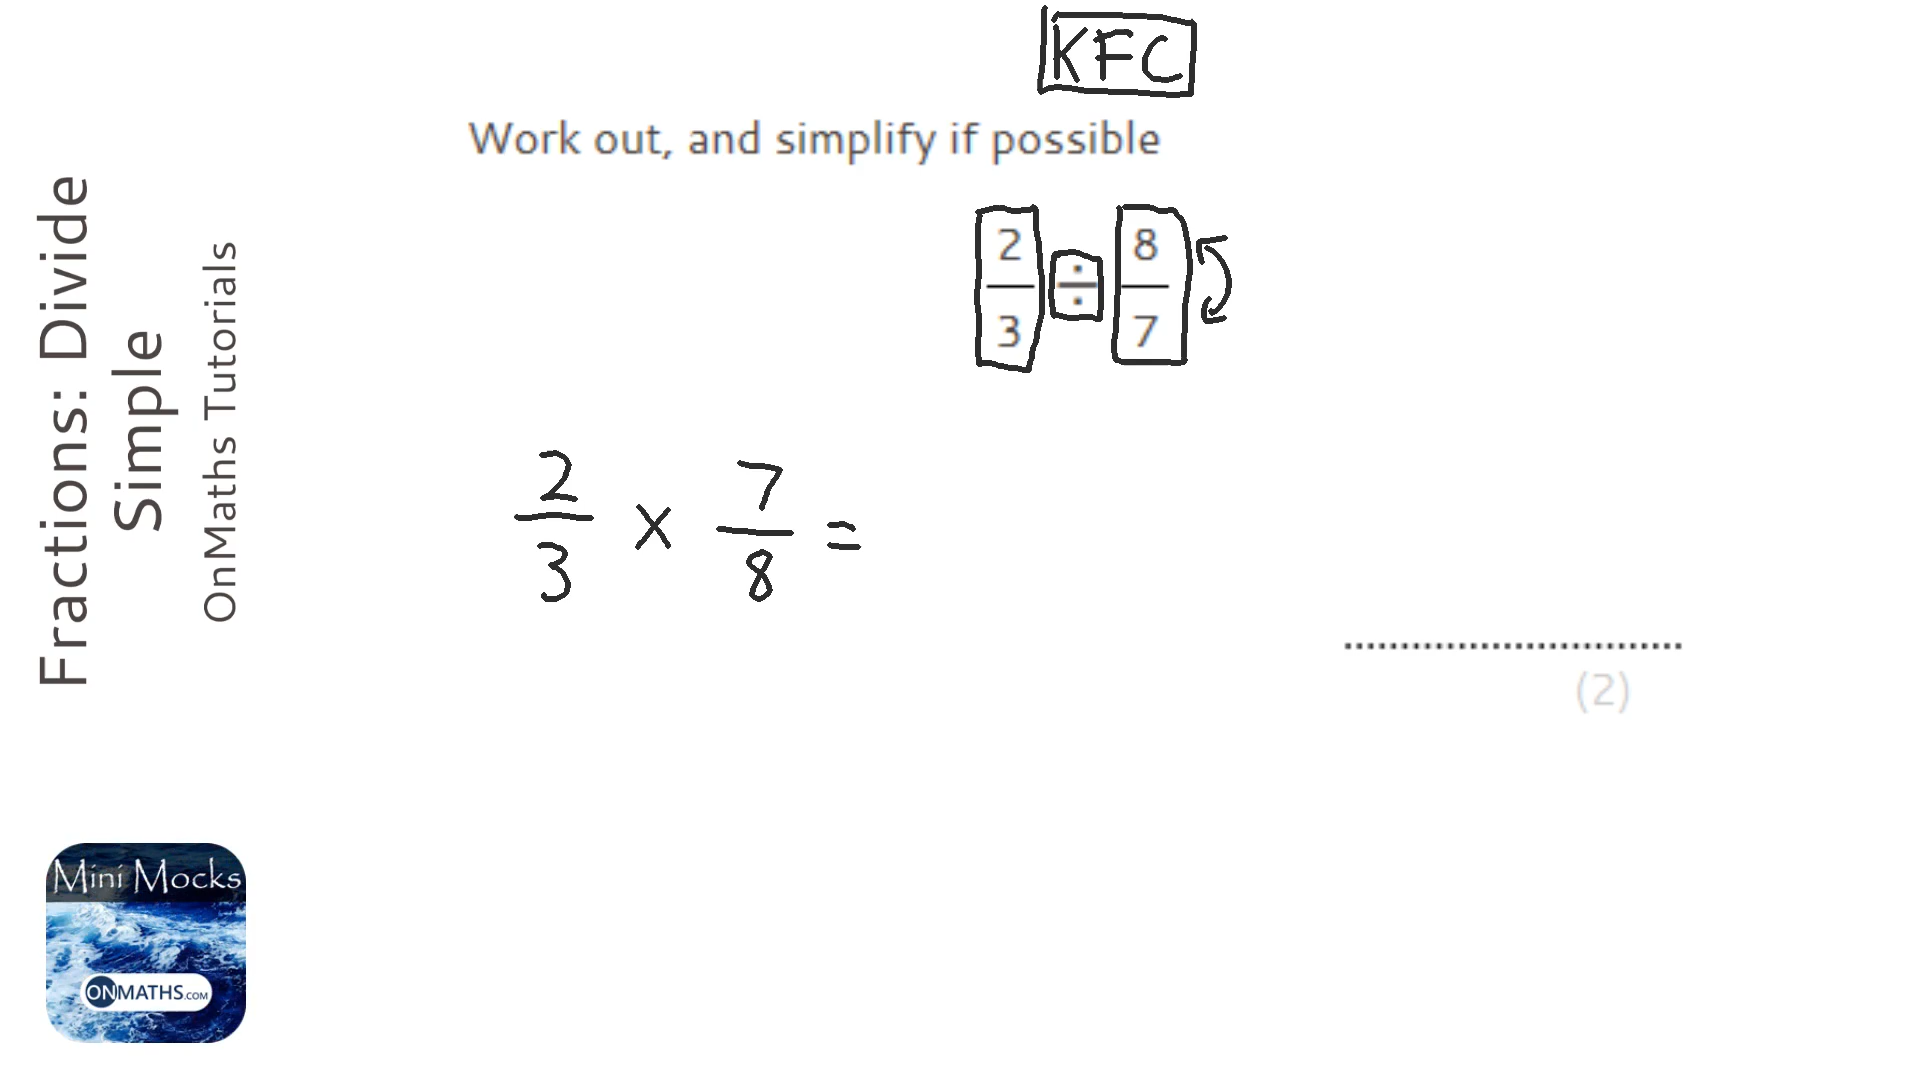 KFC
Work out, and simplify if possible
2/3 ÷ 8/7
2/3 × 7/8 =
(2)
Fractions: Divide
Simple
OnMaths Tutorials
Mini Mocks
ONMATHS.COM